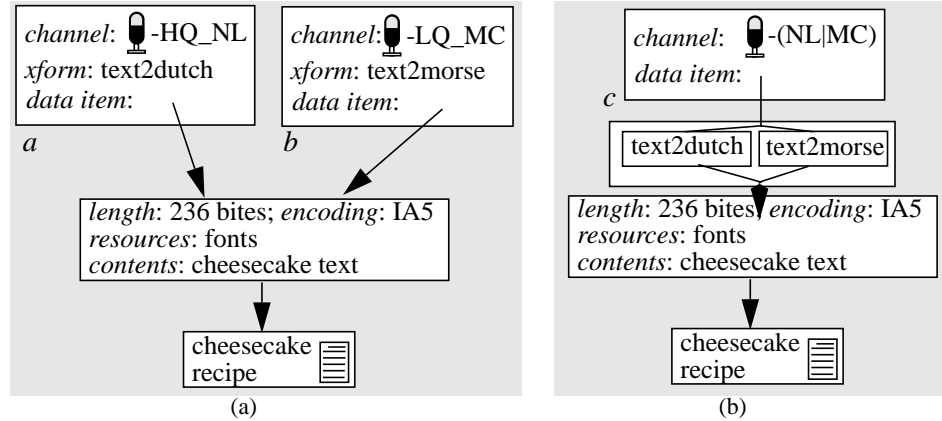 channel: -HQ_NL
xform: text2dutch
data item:
a
channel: -LQ_MC
xform: text2morse
data item:
b
length: 236 bites; encoding: IA5
resources: fonts
contents: cheesecake text
cheesecake
recipe
(a)
channel: -(NL|MC)
data item:
c
text2dutch text2morse
length: 236 bites; encoding: IA5
resources: fonts
contents: cheesecake text
cheesecake
recipe
(b)